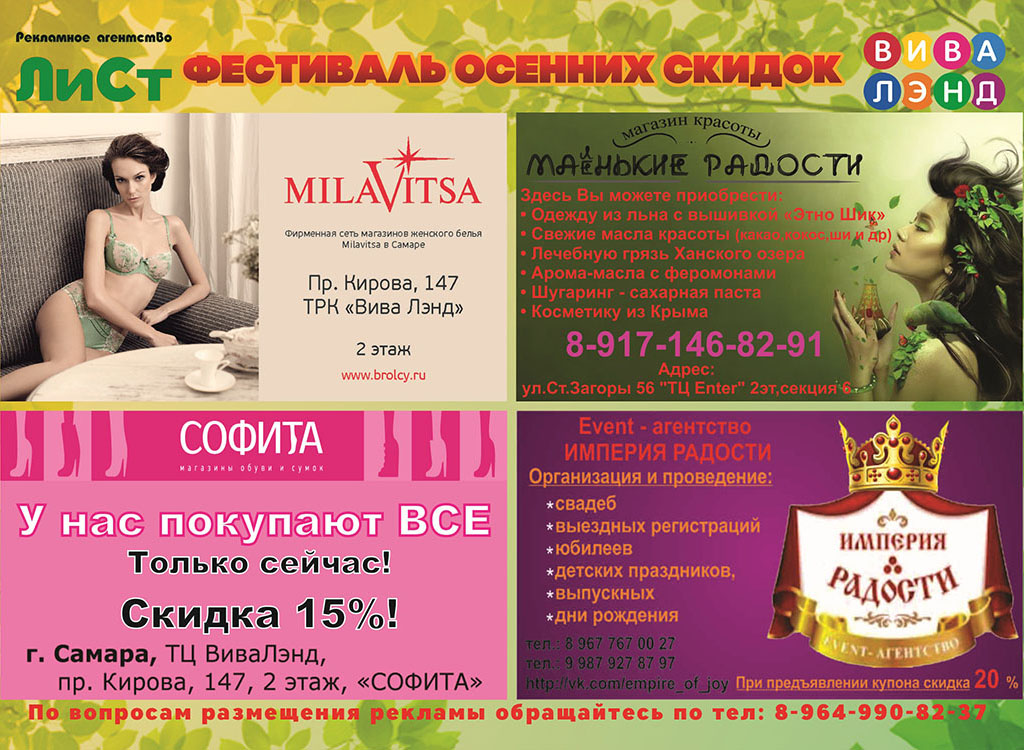 Рекламное агентство
ЛиСт
ФЕСТИВАЛЬ ОСЕННИХ СКИДОК
ВИВА
ЛЭНД
MILAVITSA
Фирменная сеть магазинов женского белья
Milavitsa в Самаре
Пр. Кирова, 147
ТРК «Вива Лэнд»
2 этаж
www.brolcy.ru
магазин красоты
МАЕНЬКИЕ РАДОСТИ
Здесь Вы можете приобрести:
• Одежду из льна с вышивкой «Этно Шик»
• Свежие масла красоты (какао,кокос,ши и др)
• Лечебную грязь Ханского озера
• Арома-масла с феромонами
• Шугаринг - сахарная паста
• Косметику из Крыма
8-917-146-82-91
Адрес:
ул.Ст.Загоры 56 "ТЦ Enter" 2эт,секция 6
СОФИТА
магазины обуви и сумок
У нас покупают ВСЕ
Только сейчас!
Скидка 15%!
г. Самара, ТЦ ВиваЛэнд,
пр. Кирова, 147, 2 этаж, «СОФИТА»
Event - агентство
ИМПЕРИЯ РАДОСТИ
Организация и проведение:
*свадеб
*выездных регистраций
*юбилеев
*детских праздников,
*выпускных
*дни рождения
тел.: 8 967 767 00 27
тел.: 9 987 927 87 97
http://vk.com/empire_of_joy
При предъявлении купона скидка 20 %
ИМПЕРИЯ
РАДОСТИ
EVENT-АГЕНТСТВО
По вопросам размещения рекламы обращайтесь по тел: 8-964-990-82-37